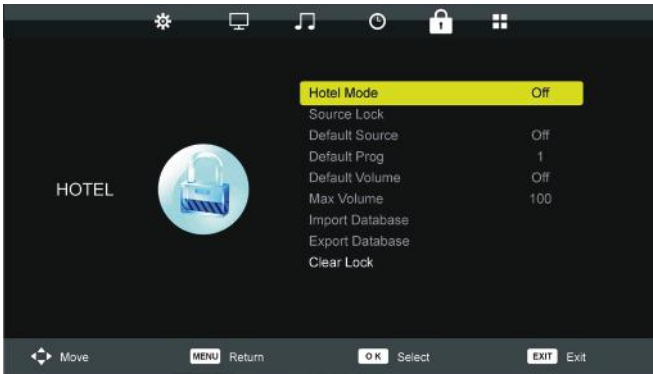 Hotel Mode Off
Source Lock
Default Source Off
Default Prog 1
Default Volume Off
HOTEL
Max Volume 100
Import Database
Export Database
Clear Lock
Move MENU Return OK Select EXIT Exit